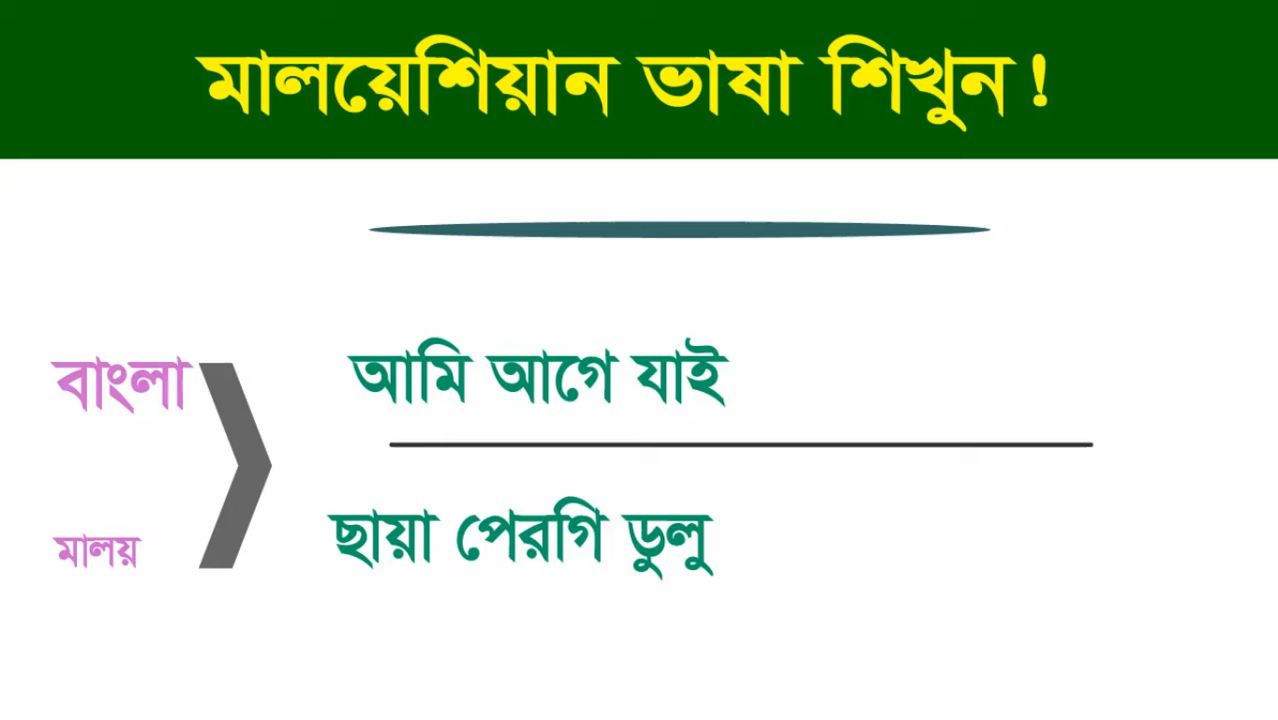 মালয়েশিয়ান ভাষা শিখুন!
বাংলা
আমি আগে যাই
মালয়
ছায়া পেরগি ডুলু